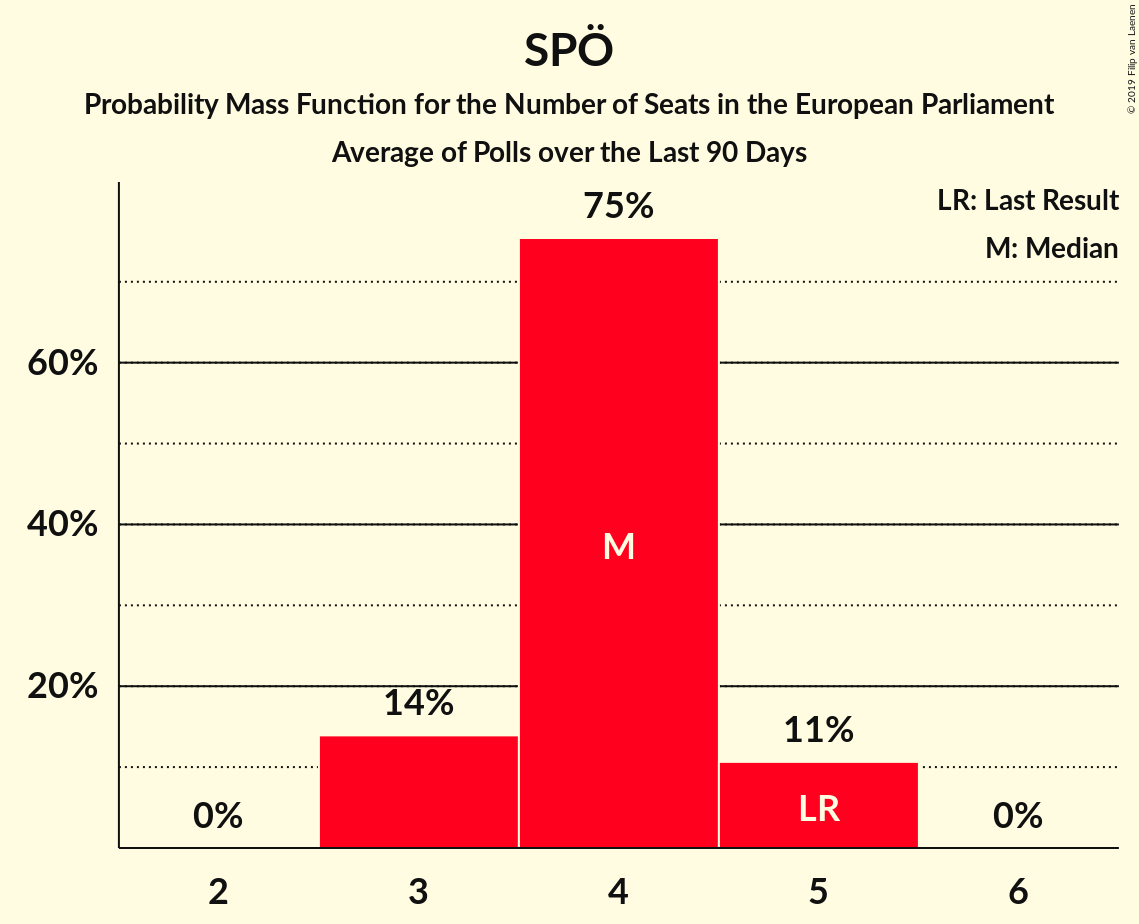 SPÖ
Probability Mass Function for the Number of Seats in the European Parliament
Average of Polls over the Last 90 Days
© 2019 Filip van Laenen
LR: Last Result
M: Median
75%
60%
40%
M
20%
14%
11%
LR
0%
0%
2 3 4 5 6